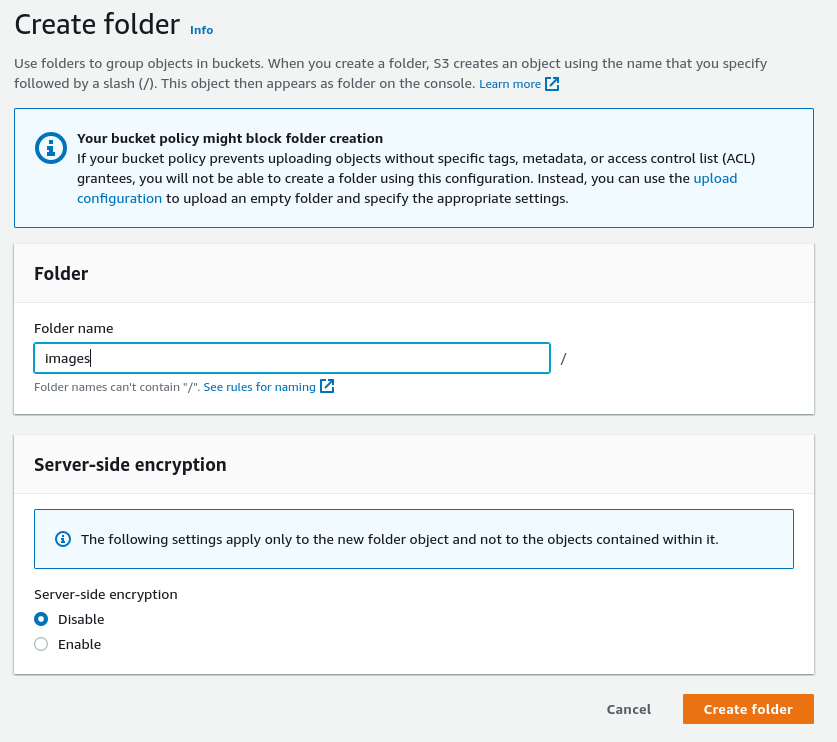 Create folder Info
Use folders to group objects in buckets. When you create a folder, S3 creates an object using the name that you specify
followed by a slash (/). This object then appears as folder on the console. Learn more
Your bucket policy might block folder creation
If your bucket policy prevents uploading objects without specific tags, metadata, or access control list (ACL)
grantees, you will not be able to create a folder using this configuration. Instead, you can use the upload
configuration to upload an empty folder and specify the appropriate settings.
Folder
Folder name
images /
Folder names can't contain "/". See rules for naming
Server-side encryption
The following settings apply only to the new folder object and not to the objects contained within it.
Server-side encryption
Disable
Enable
Cancel Create folder